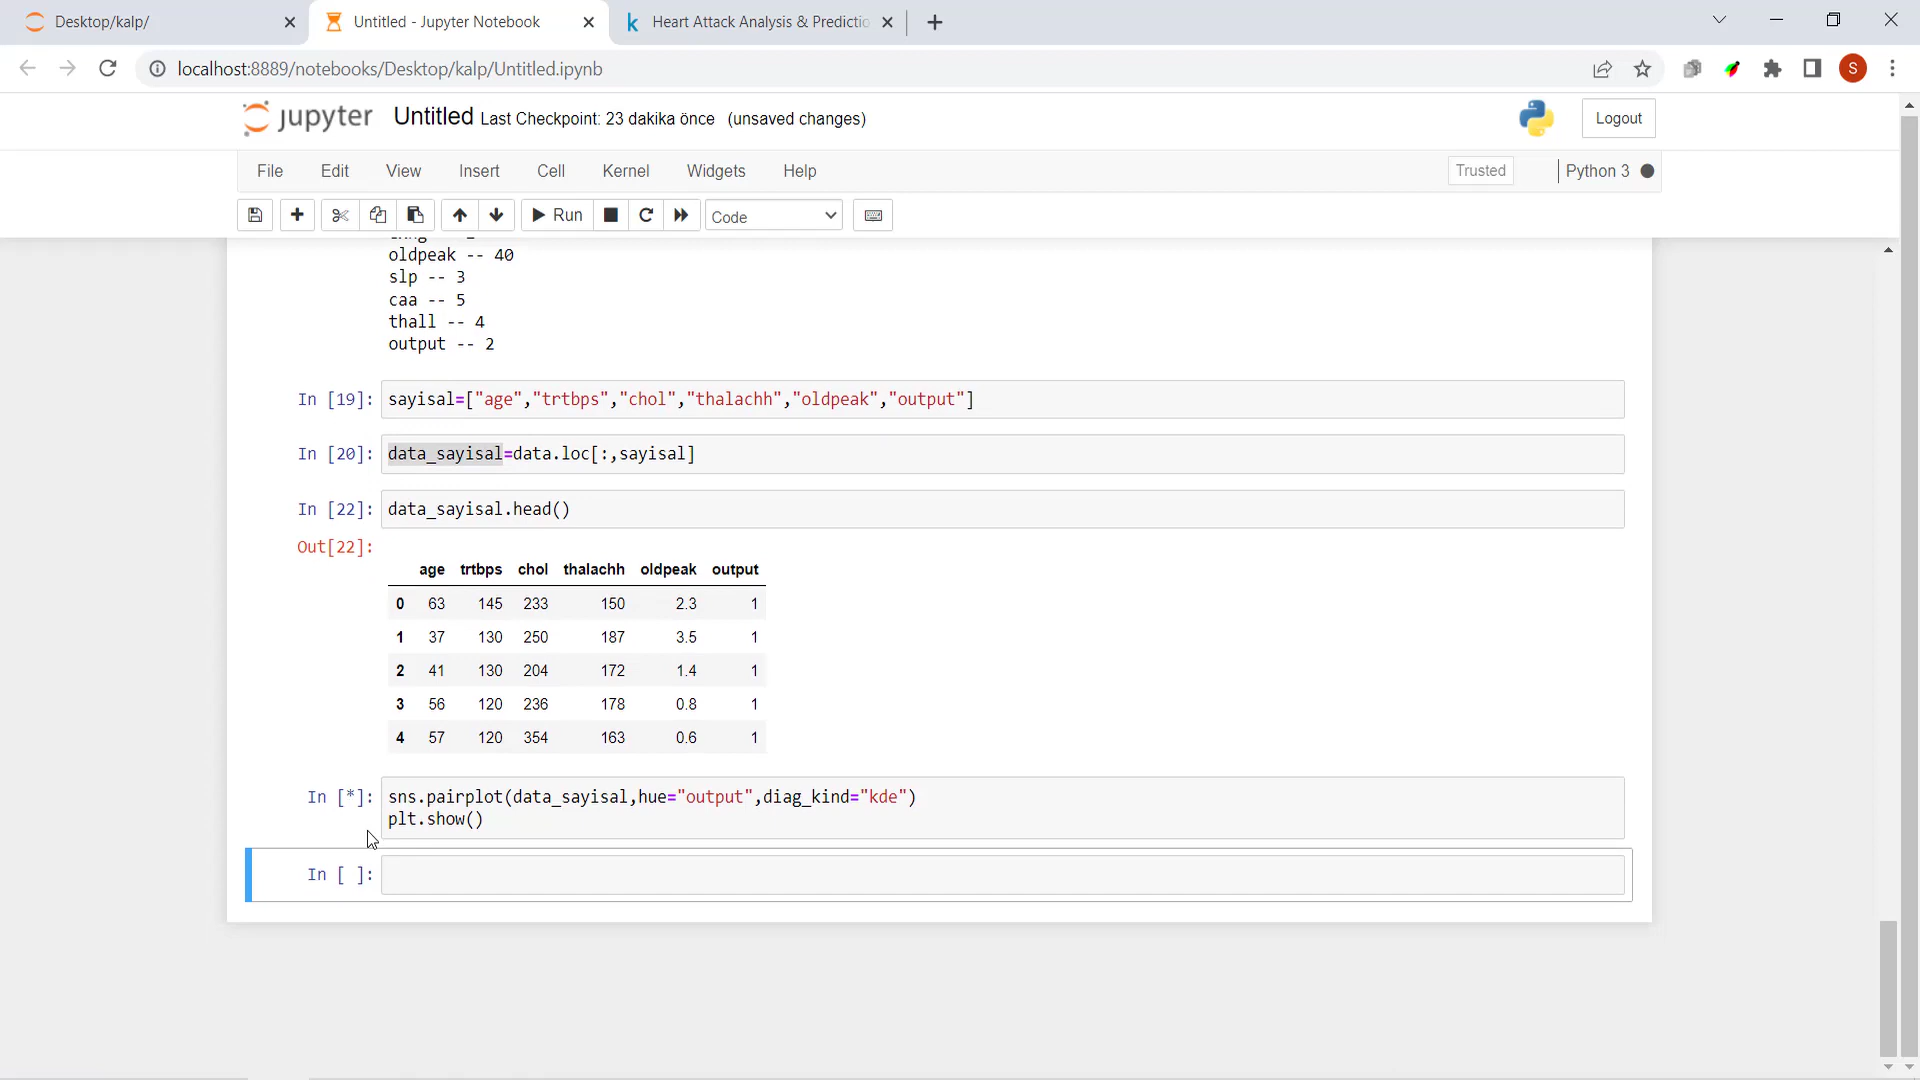 Desktop/kalp/
Untitled - Jupyter Notebook
Heart Attack Analysis & Predictio
localhost:8889/notebooks/Desktop/kalp/Untitled.ipynb
S
jupyter Untitled Last Checkpoint: 23 dakika önce (unsaved changes)
Logout
File Edit View Insert Cell Kernel Widgets Help
Trusted
Python 3
Run
Code
oldpeak -- 40
slp -- 3
caa -- 5
thall -- 4
output -- 2
In [19]: sayisal=["age","trtbps","chol","thalachh","oldpeak","output"]
In [20]: data_sayisal=data.loc[:,sayisal]
In [22]: data_sayisal.head()
Out[22]:
age trtbps chol thalachh oldpeak output
0 63 145 233 150 2.3 1
1 37 130 250 187 3.5 1
2 41 130 204 172 1.4 1
3 56 120 236 178 0.8 1
4 57 120 354 163 0.6 1
In [*]: sns.pairplot(data_sayisal,hue="output",diag_kind="kde")
plt.show()
In [ ]: